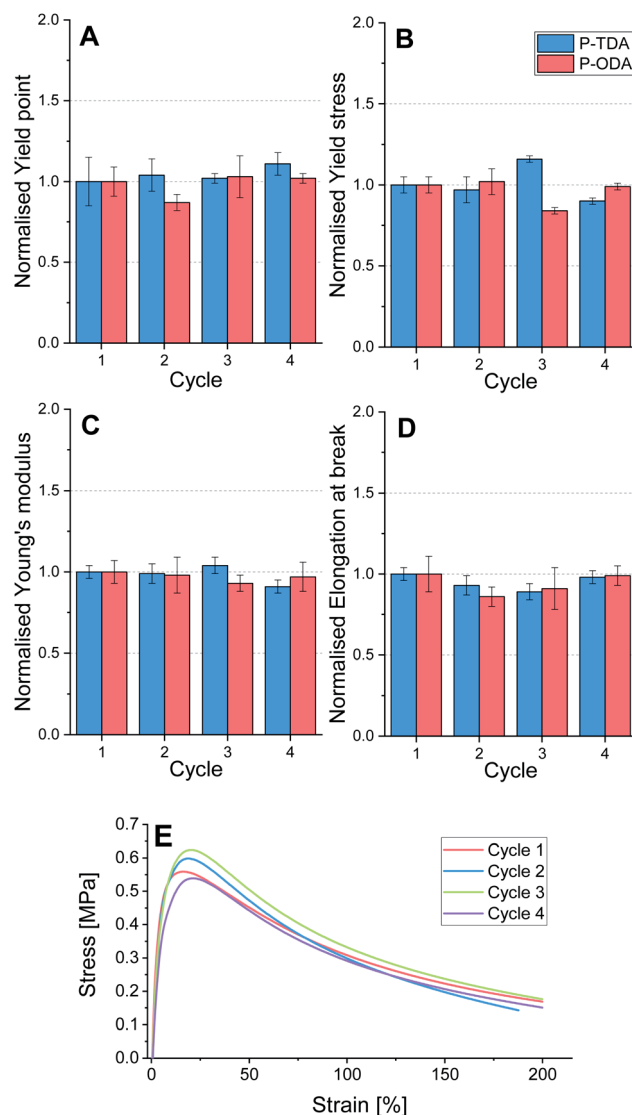 A
Normalised Yield point
2.0
1.5
1.0
0.5
0.0
1 2 3 4
Cycle
B
P-TDA
P-ODA
Normalised Yield stress
2.0
1.5
1.0
0.5
0.0
1 2 3 4
Cycle
C
Normalised Young's modulus
2.0
1.5
1.0
0.5
0.0
1 2 3 4
Cycle
D
Normalised Elongation at break
2.0
1.5
1.0
0.5
0.0
1 2 3 4
Cycle
E
Stress [MPa]
0.7
0.6
0.5
0.4
0.3
0.2
0.1
0.0
Cycle 1
Cycle 2
Cycle 3
Cycle 4
0 50 100 150 200
Strain [%]